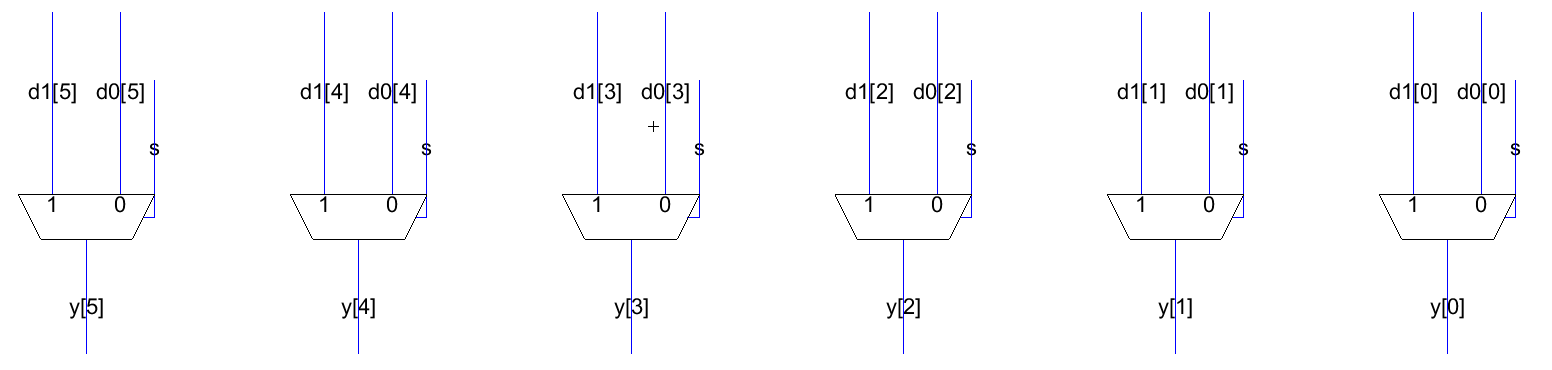 d1[5] d0[5] d1[4] d0[4] d1[3] d0[3] d1[2] d0[2] d1[1] d0[1] d1[0] d0[0]
s s s s s s
1 0 1 0 1 0 1 0 1 0 1 0
y[5] y[4] y[3] y[2] y[1] y[0]